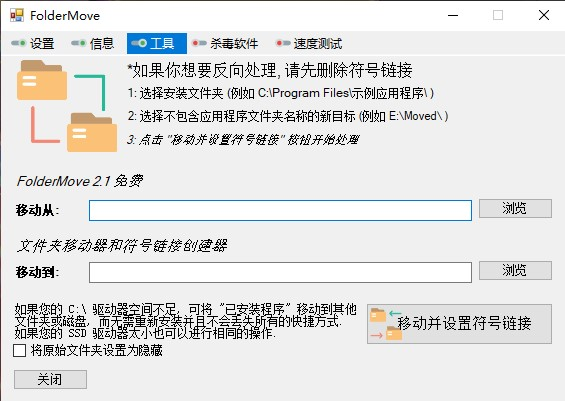 FolderMove
设置 信息 工具 杀毒软件 速度测试
*如果你想要反向处理,请先删除符号链接
1: 选择安装文件夹 (例如 C:\Program Files\示例应用程序\ )
2: 选择不包含应用程序文件夹名称的新目标 (例如 E:\Moved\ )
3: 点击 "移动并设置符号链接" 按钮开始处理
FolderMove 2.1 免费
移动从:
浏览
文件夹移动器和符号链接创建器
移动到:
浏览
如果您的 C:\ 驱动器空间不足, 可将 "已安装程序" 移动到其他
文件夹或磁盘, 而无需重新安装并且不会丢失所有的快捷方式.
如果您的 SSD 驱动器太小也可以进行相同的操作.
移动并设置符号链接
将原始文件夹设置为隐藏
关闭